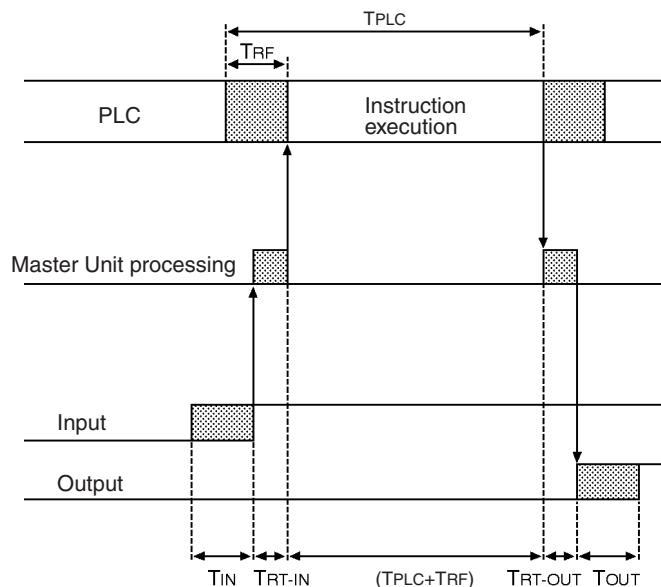 TPLC
TRF
PLC
Instruction
execution
Master Unit processing
Input
Output
TIN
TRT-IN
(TPLC+TRF)
TRT-OUT
TOUT